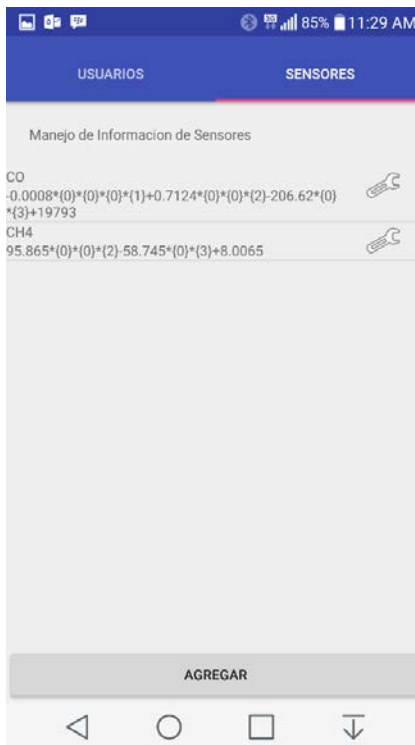 85% 11:29 AM
USUARIOS SENSORES
Manejo de Informacion de Sensores
CO
-0.0008*{0}*{0}*{0}*{1}+0.7124*{0}*{0}*{2}-206.62*{0}
*{3}+19793
CH4
95.865*{0}*{0}*{2}-58.745*{0}*{3}+8.0065
AGREGAR